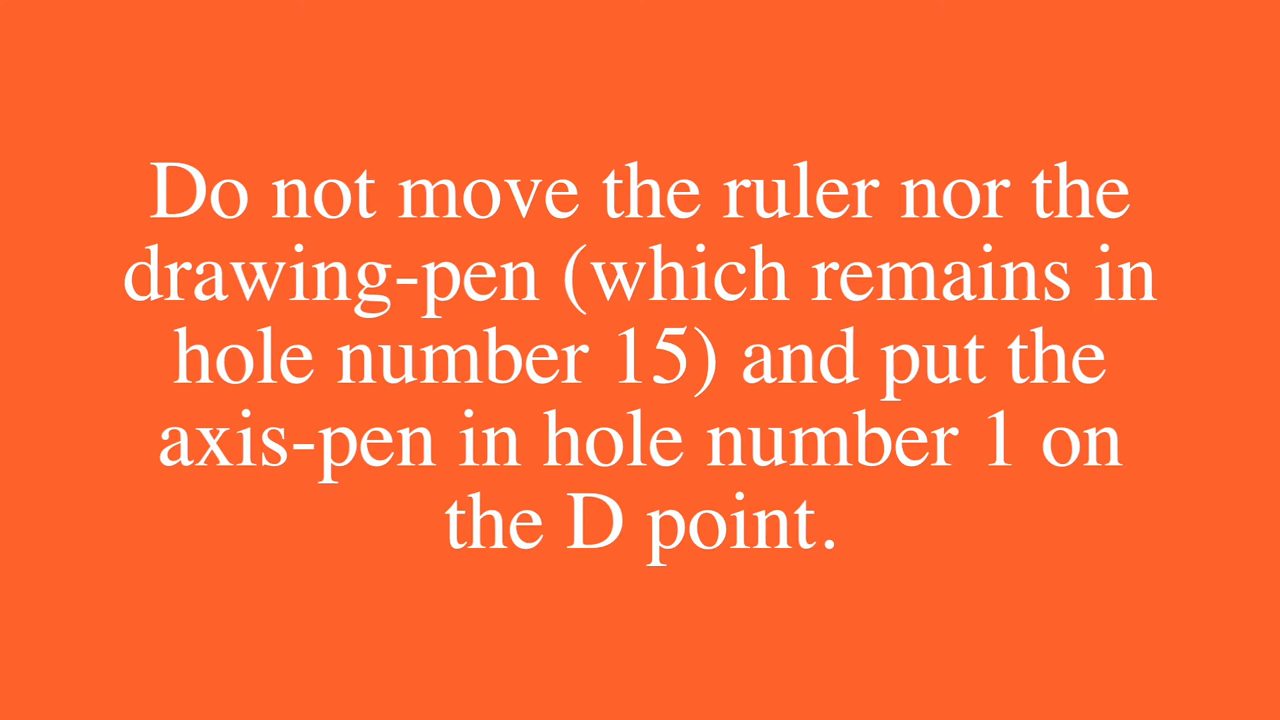 Do not move the ruler nor the
drawing-pen (which remains in
hole number 15) and put the
axis-pen in hole number 1 on
the D point.